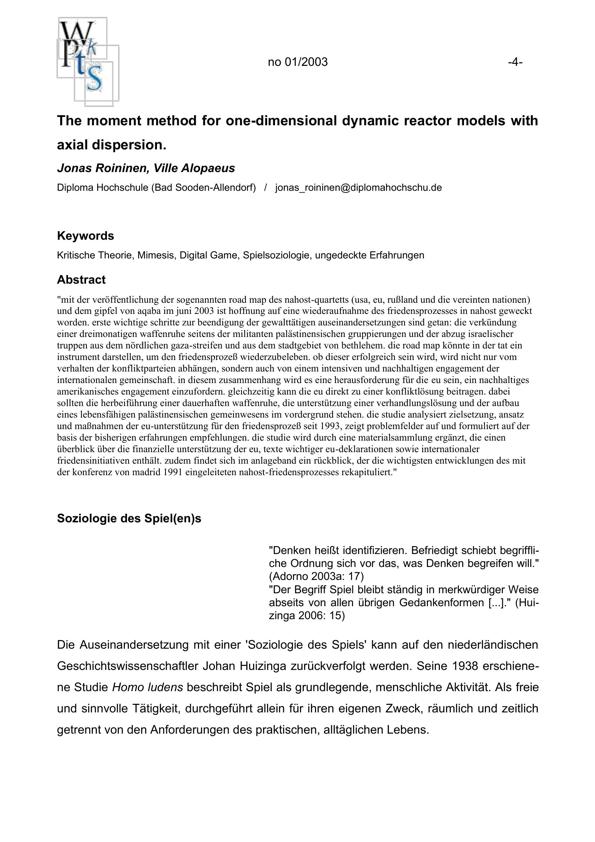 W
P k
t S
no 01/2003 -4-
The moment method for one-dimensional dynamic reactor models with
axial dispersion.
Jonas Roininen, Ville Alopaeus
Diploma Hochschule (Bad Sooden-Allendorf) / jonas_roininen@diplomahochschu.de
Keywords
Kritische Theorie, Mimesis, Digital Game, Spielsoziologie, ungedeckte Erfahrungen
Abstract
"mit der veröffentlichung der sogenannten road map des nahost-quartetts (usa, eu, rußland und die vereinten nationen)
und dem gipfel von aqaba im juni 2003 ist hoffnung auf eine wiederaufnahme des friedensprozesses in nahost geweckt
worden. erste wichtige schritte zur beendigung der gewalttätigen auseinandersetzungen sind getan: die verkündung
einer dreimonatigen waffenruhe seitens der militanten palästinensischen gruppierungen und der abzug israelischer
truppen aus dem nördlichen gaza-streifen und aus dem stadtgebiet von bethlehem. die road map könnte in der tat ein
instrument darstellen, um den friedensprozeß wiederzubeleben. ob dieser erfolgreich sein wird, wird nicht nur vom
verhalten der konfliktparteien abhängen, sondern auch von einem intensiven und nachhaltigen engagement der
internationalen gemeinschaft. in diesem zusammenhang wird es eine herausforderung für die eu sein, ein nachhaltiges
amerikanisches engagement einzufordern. gleichzeitig kann die eu direkt zu einer konfliktlösung beitragen. dabei
sollten die herbeiführung einer dauerhaften waffenruhe, die unterstützung einer verhandlungslösung und der aufbau
eines lebensfähigen palästinensischen gemeinwesens im vordergrund stehen. die studie analysiert zielsetzung, ansatz
und maßnahmen der eu-unterstützung für den friedensprozeß seit 1993, zeigt problemfelder auf und formuliert auf der
basis der bisherigen erfahrungen empfehlungen. die studie wird durch eine materialsammlung ergänzt, die einen
überblick über die finanzielle unterstützung der eu, texte wichtiger eu-deklarationen sowie internationaler
friedensinitiativen enthält. zudem findet sich im anlageband ein rückblick, der die wichtigsten entwicklungen des mit
der konferenz von madrid 1991 eingeleiteten nahost-friedensprozesses rekapituliert."
Soziologie des Spiel(en)s
"Denken heißt identifizieren. Befriedigt schiebt begriffli-
che Ordnung sich vor das, was Denken begreifen will."
(Adorno 2003a: 17)
"Der Begriff Spiel bleibt ständig in merkwürdiger Weise
abseits von allen übrigen Gedankenformen [...]." (Hui-
zinga 2006: 15)
Die Auseinandersetzung mit einer 'Soziologie des Spiels' kann auf den niederländischen
Geschichtswissenschaftler Johan Huizinga zurückverfolgt werden. Seine 1938 erschiene-
ne Studie Homo ludens beschreibt Spiel als grundlegende, menschliche Aktivität. Als freie
und sinnvolle Tätigkeit, durchgeführt allein für ihren eigenen Zweck, räumlich und zeitlich
getrennt von den Anforderungen des praktischen, alltäglichen Lebens.